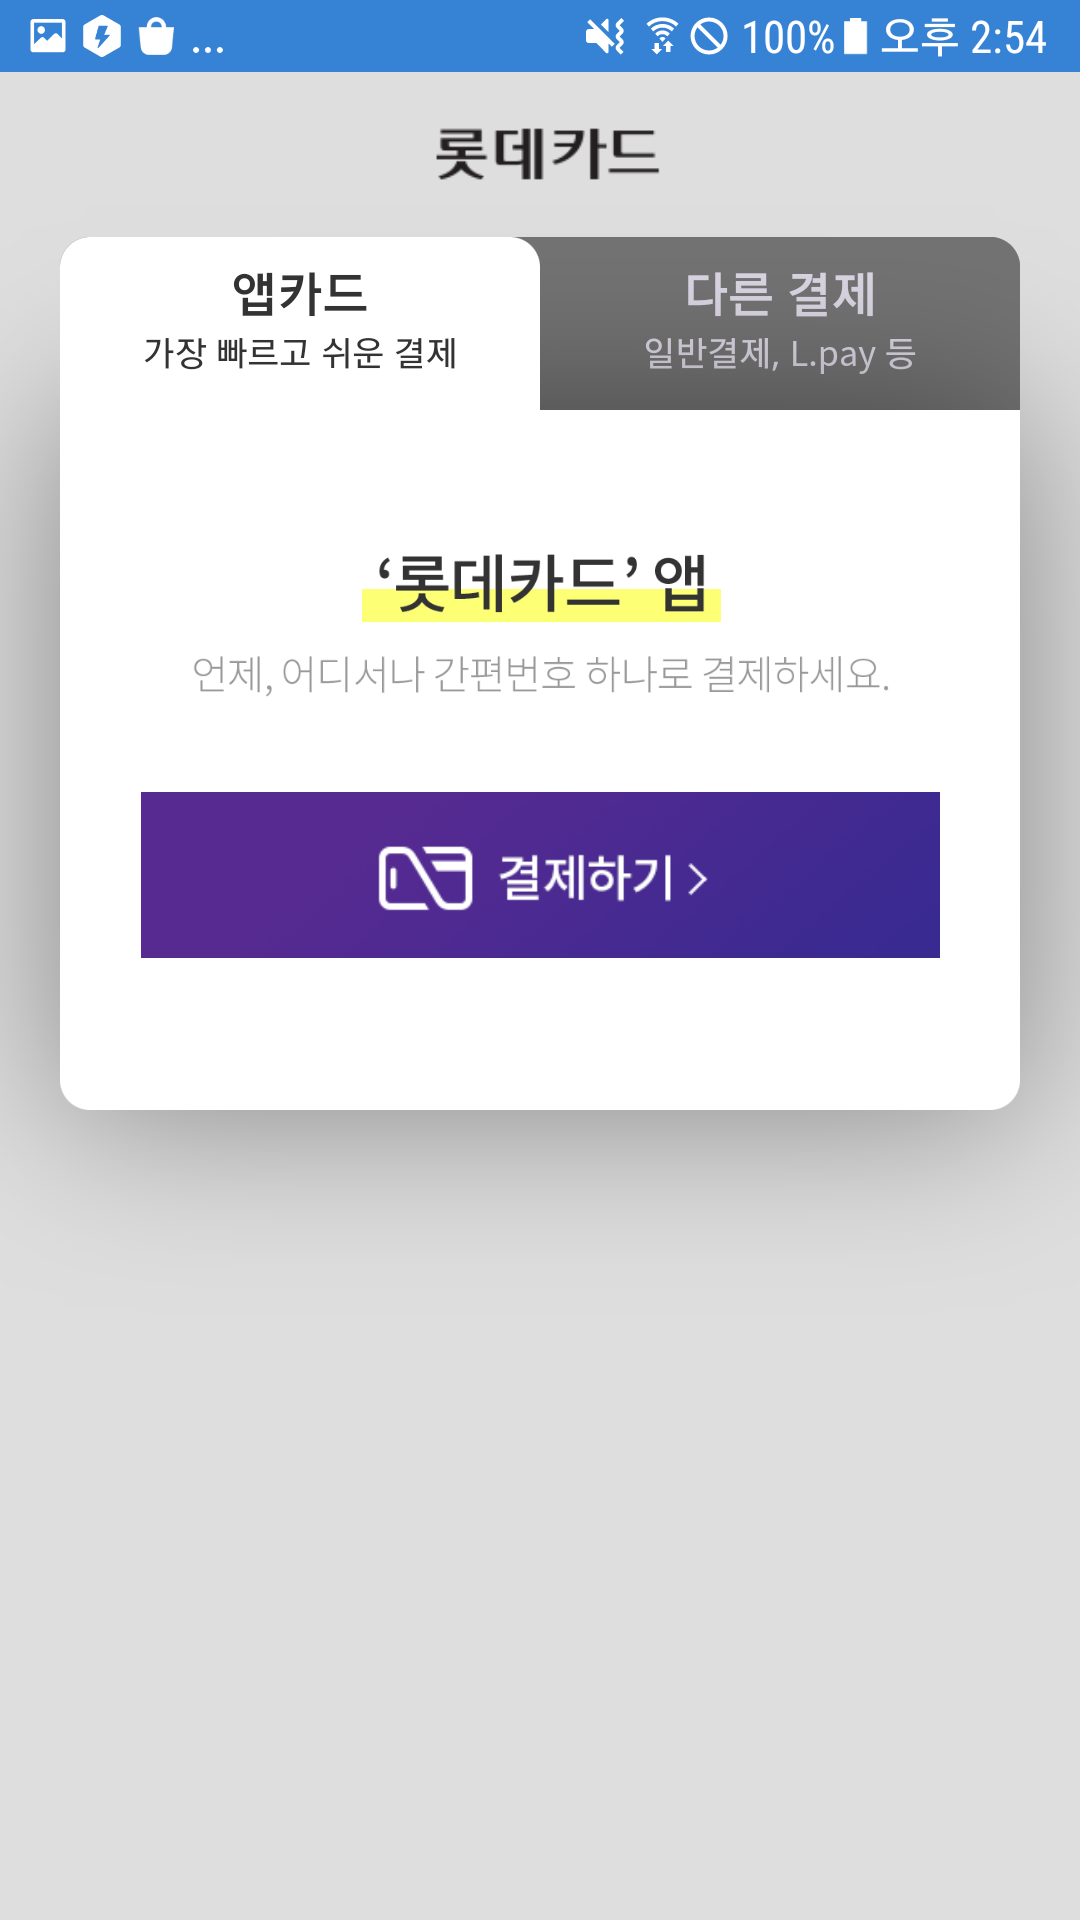 ... 100% 오후 2:54
롯데카드
앱카드
가장 빠르고 쉬운 결제
다른 결제
일반결제, L.pay 등
‘롯데카드’ 앱
언제, 어디서나 간편번호 하나로 결제하세요.
결제하기 >